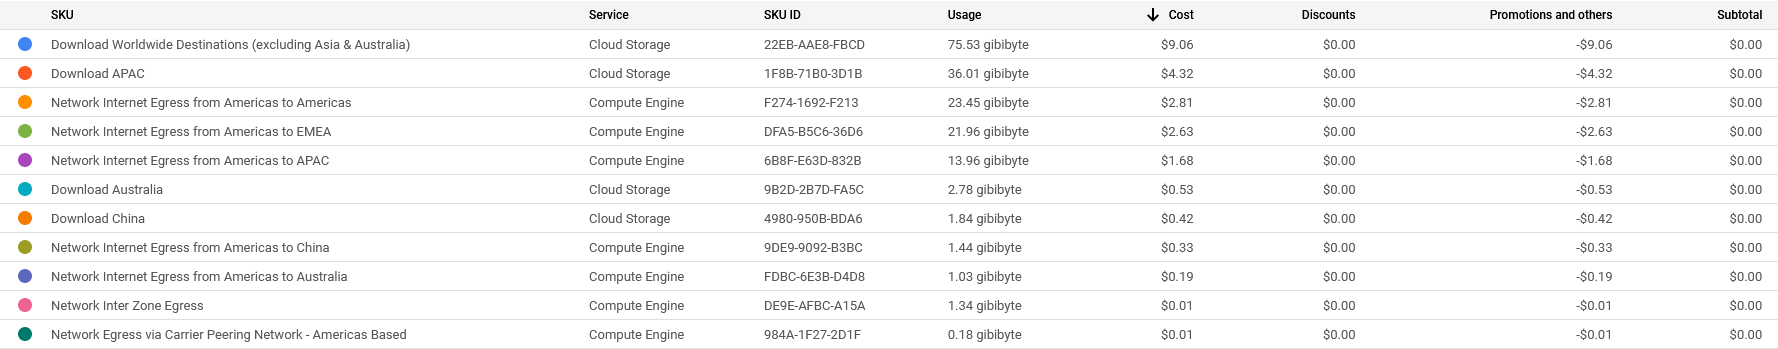 SKU Service SKU ID Usage Cost Discounts Promotions and others Subtotal
Download Worldwide Destinations (excluding Asia & Australia) Cloud Storage 22EB-AAE8-FBCD 75.53 gibibyte $9.06 $0.00 -$9.06 $0.00
Download APAC Cloud Storage 1F8B-71B0-3D1B 36.01 gibibyte $4.32 $0.00 -$4.32 $0.00
Network Internet Egress from Americas to Americas Compute Engine F274-1692-F213 23.45 gibibyte $2.81 $0.00 -$2.81 $0.00
Network Internet Egress from Americas to EMEA Compute Engine DFA5-B5C6-36D6 21.96 gibibyte $2.63 $0.00 -$2.63 $0.00
Network Internet Egress from Americas to APAC Compute Engine 6B8F-E63D-832B 13.96 gibibyte $1.68 $0.00 -$1.68 $0.00
Download Australia Cloud Storage 9B2D-2B7D-FA5C 2.78 gibibyte $0.53 $0.00 -$0.53 $0.00
Download China Cloud Storage 4980-950B-BDA6 1.84 gibibyte $0.42 $0.00 -$0.42 $0.00
Network Internet Egress from Americas to China Compute Engine 9DE9-9092-B3BC 1.44 gibibyte $0.33 $0.00 -$0.33 $0.00
Network Internet Egress from Americas to Australia Compute Engine FDBC-6E3B-D4D8 1.03 gibibyte $0.19 $0.00 -$0.19 $0.00
Network Inter Zone Egress Compute Engine DE9E-AFBC-A15A 1.34 gibibyte $0.01 $0.00 -$0.01 $0.00
Network Egress via Carrier Peering Network - Americas Based Compute Engine 984A-1F27-2D1F 0.18 gibibyte $0.01 $0.00 -$0.01 $0.00